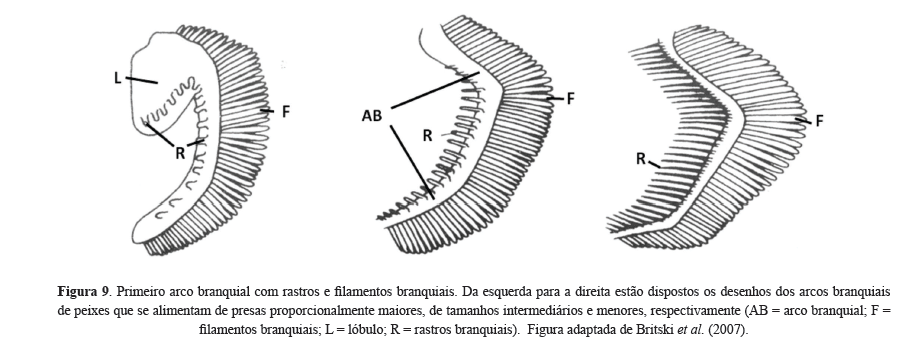 L
F
R
AB
R
F
R
F
Figura 9. Primeiro arco branquial com rastros e filamentos branquiais. Da esquerda para a direita estão dispostos os desenhos dos arcos branquiais
de peixes que se alimentam de presas proporcionalmente maiores, de tamanhos intermediários e menores, respectivamente (AB = arco branquial; F =
filamentos branquiais; L = lóbulo; R = rastros branquiais).  Figura adaptada de Britski et al. (2007).